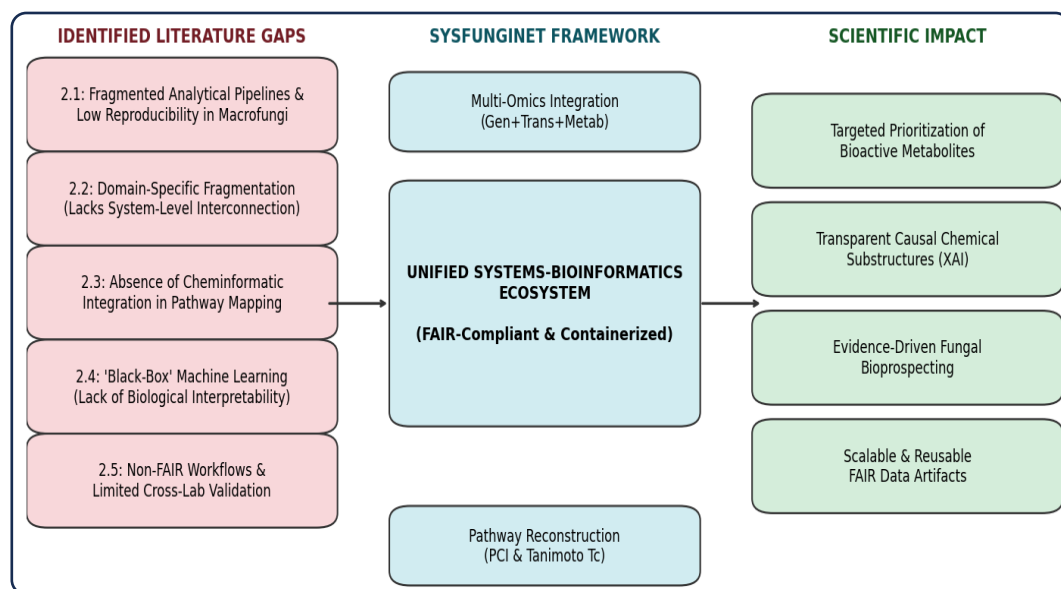 IDENTIFIED LITERATURE GAPS
2.1: Fragmented Analytical Pipelines &
Low Reproducibility in Macrofungi
2.2: Domain-Specific Fragmentation
(Lacks System-Level Interconnection)
2.3: Absence of Cheminformatic
Integration in Pathway Mapping
2.4: 'Black-Box' Machine Learning
(Lack of Biological Interpretability)
2.5: Non-FAIR Workflows &
Limited Cross-Lab Validation
SYSFUNGINET FRAMEWORK
Multi-Omics Integration
(Gen+Trans+Metab)
UNIFIED SYSTEMS-BIOINFORMATICS
ECOSYSTEM
(FAIR-Compliant & Containerized)
Pathway Reconstruction
(PCI & Tanimoto Tc)
SCIENTIFIC IMPACT
Targeted Prioritization of
Bioactive Metabolites
Transparent Causal Chemical
Substructures (XAI)
Evidence-Driven Fungal
Bioprospecting
Scalable & Reusable
FAIR Data Artifacts